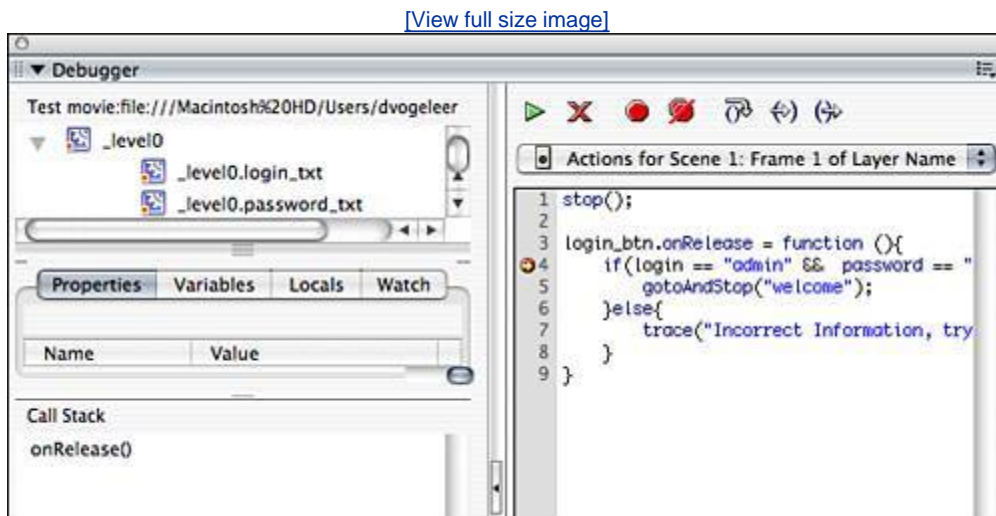 [View full size image]
Debugger
Test movie:file:///Macintosh%20HD/Users/dvogeleer
_level0
_level0.login_txt
_level0.password_txt
Properties Variables Locals Watch
Name Value
Call Stack
onRelease()
Actions for Scene 1: Frame 1 of Layer Name
1 stop();
2
3 login_btn.onRelease = function (){
4 if(login == "admin" && password == "
5 gotoAndStop("welcome");
6 }else{
7 trace("Incorrect Information, try
8 }
9 }